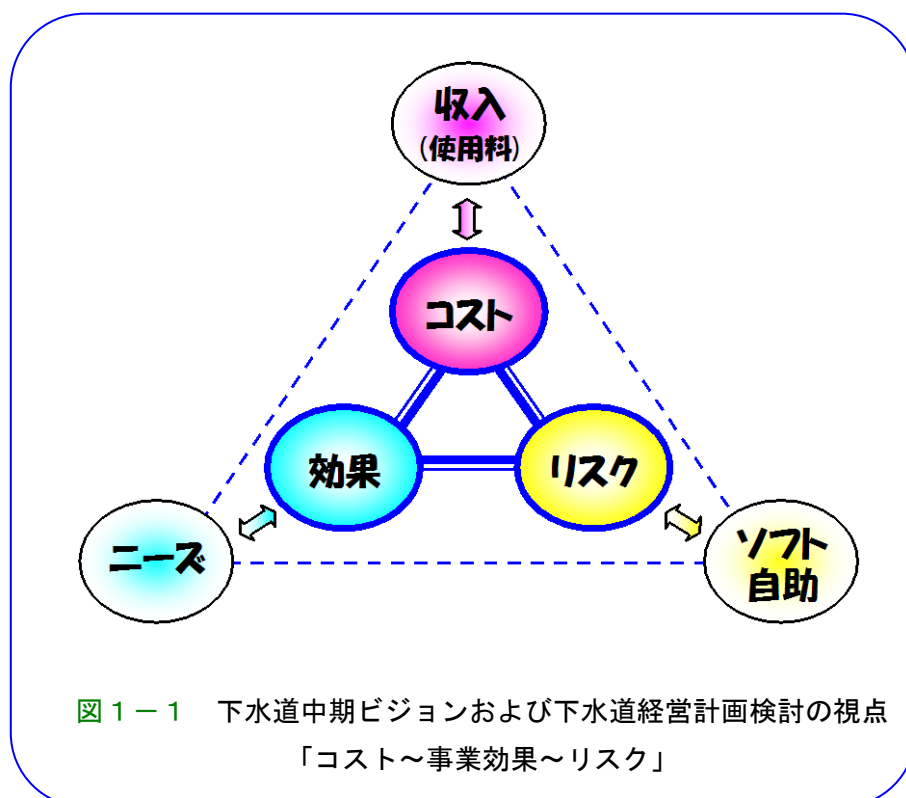 収入
(使用料)
コスト
効果
リスク
ニーズ
ソフト
自助
図1－1 下水道中期ビジョンおよび下水道経営計画検討の視点
「コスト～事業効果～リスク」